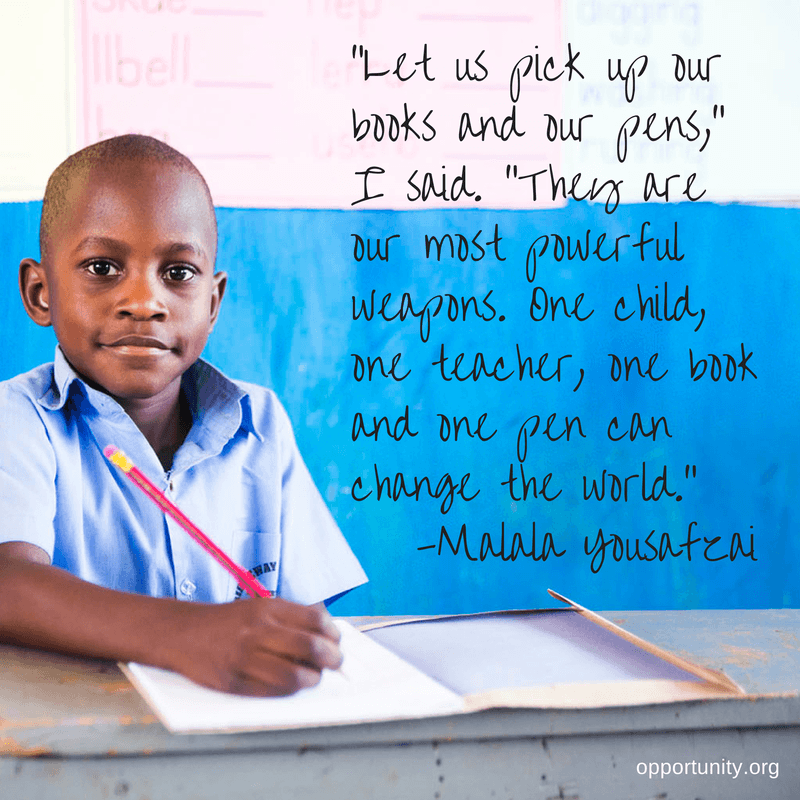 llbell
"Let us pick up our
books and our pens,"
I said. "They are
our most powerful
weapons. One child,
one teacher, one book
and one pen can
change the world."
-Malala Yousafzai
opportunity.org